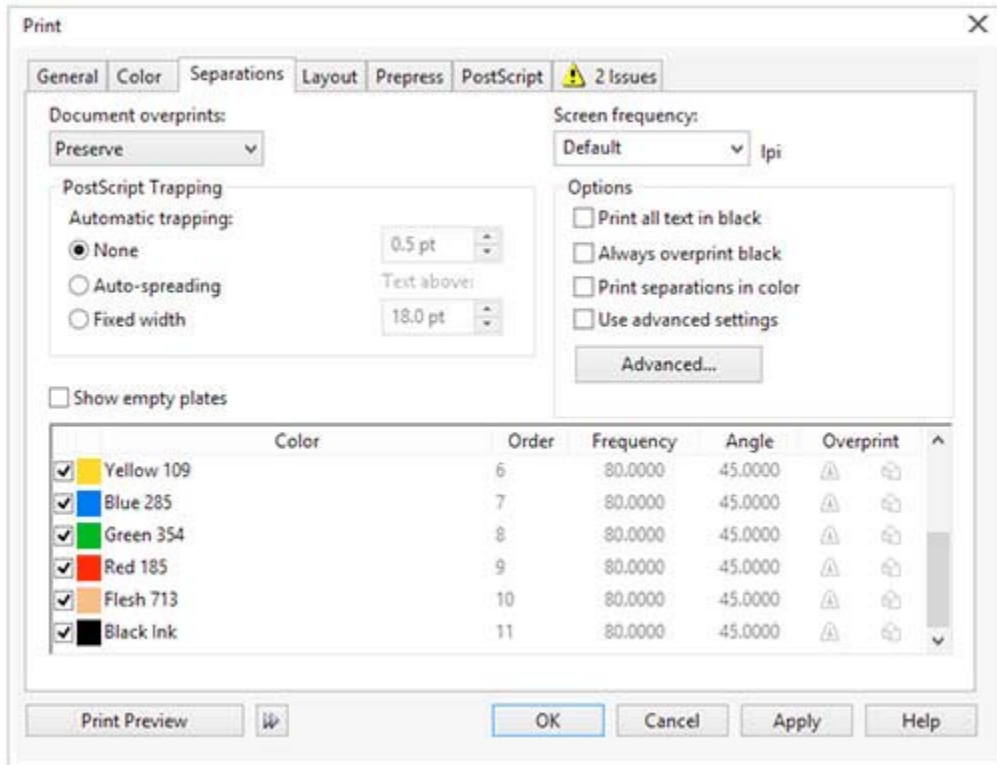 Print
General Color Separations Layout Prepress PostScript 2 Issues
Document overprints:
Preserve
Screen frequency:
Default lpi
PostScript Trapping
Automatic trapping:
None 0.5 pt
Auto-spreading Text above:
Fixed width 18.0 pt
Options
Print all text in black
Always overprint black
Print separations in color
Use advanced settings
Advanced...
Show empty plates
Color Order Frequency Angle Overprint
Yellow 109 6 80.0000 45.0000
Blue 285 7 80.0000 45.0000
Green 354 8 80.0000 45.0000
Red 185 9 80.0000 45.0000
Flesh 713 10 80.0000 45.0000
Black Ink 11 80.0000 45.0000
Print Preview OK Cancel Apply Help